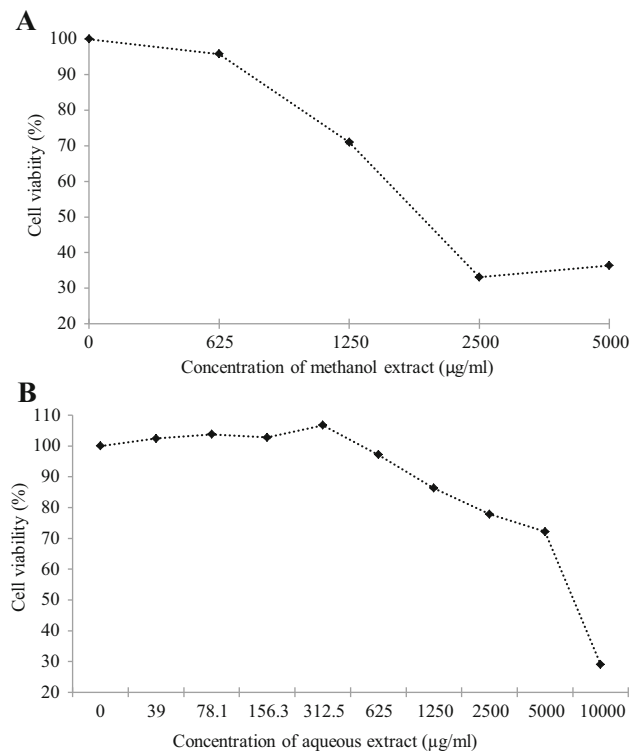 A
100
90
80
70
60
50
40
30
20
Cell viabiity (%)
0 625 1250 2500 5000
Concentration of methanol extract (µg/ml)
B
110
100
90
80
70
60
50
40
30
20
Cell viability (%)
0 39 78.1 156.3 312.5 625 1250 2500 5000 10000
Concentration of aqueous extract (µg/ml)